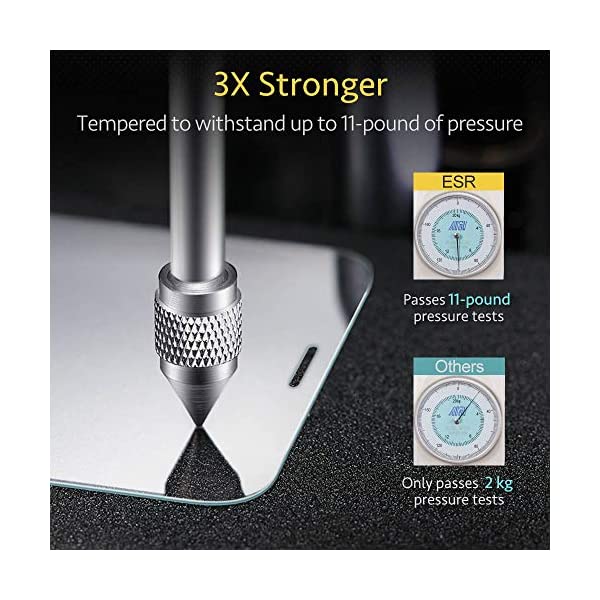 3X Stronger
Tempered to withstand up to 11-pound of pressure
ESR
Passes 11-pound
pressure tests
Others
Only passes 2 kg
pressure tests